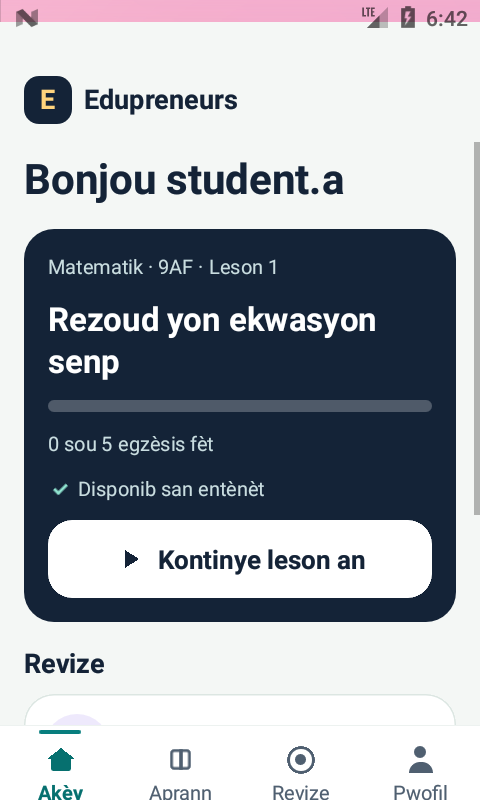 LTE 6:42
E Edupreneurs
Bonjou student.a
Matematik · 9AF · Leson 1
Rezoud yon ekwasyon
senp
0 sou 5 egzèsis fèt
Disponib san entènèt
Kontinye leson an
Revize
Akèy Aprann Revize Pwofil